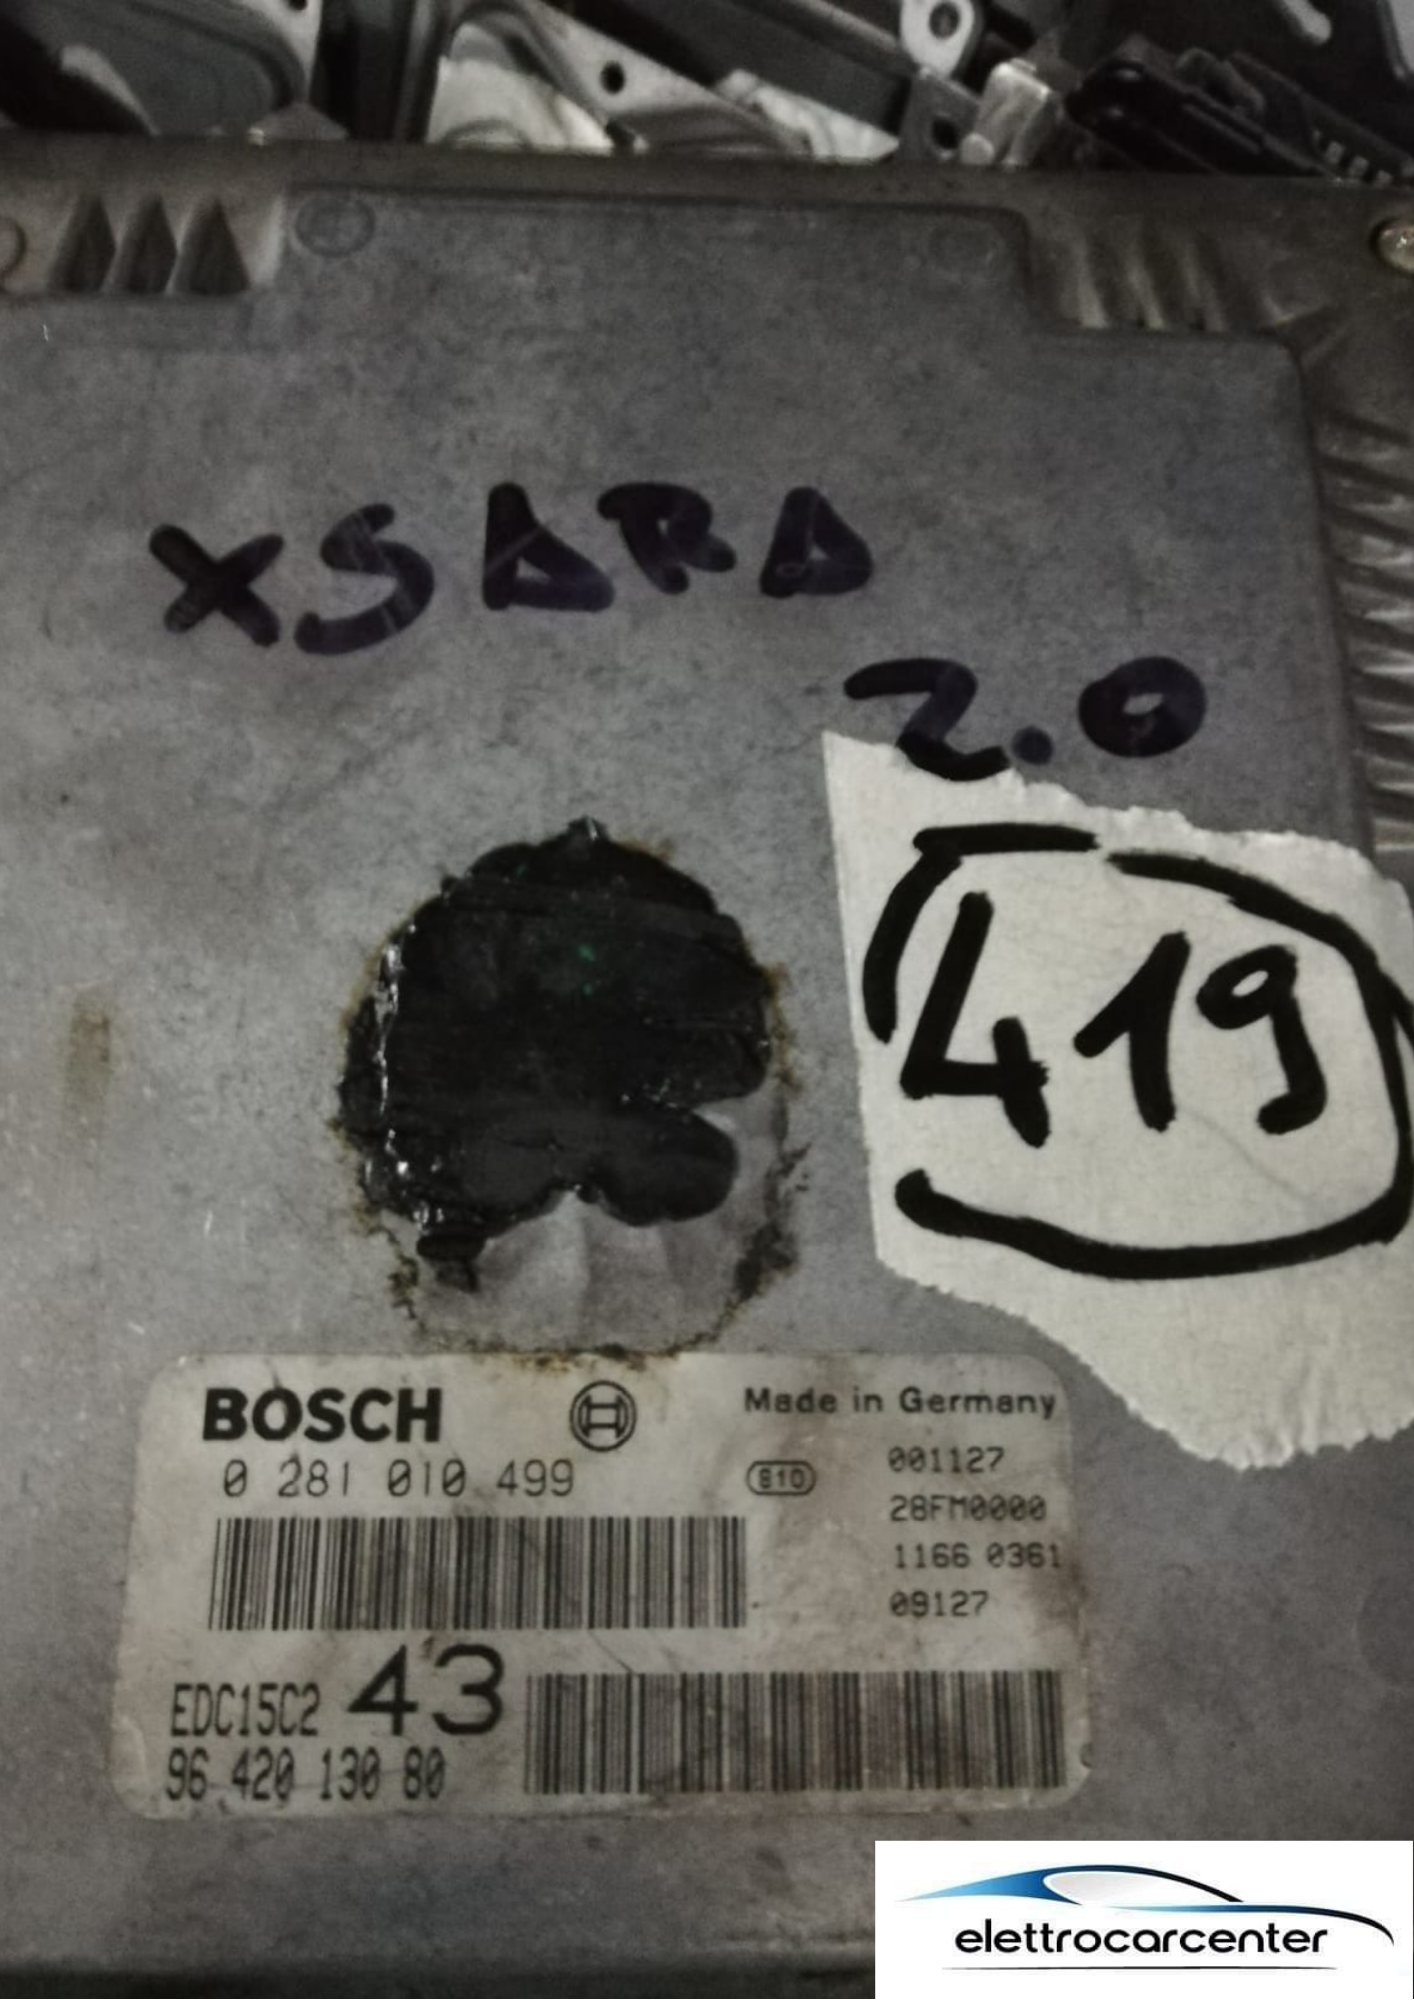 XSARA
2.0
419
BOSCH
Made in Germany
0 281 010 499
810
001127
28FM0000
1166 0361
09127
EDC15C2 43
96 420 130 80
elettrocarcenter